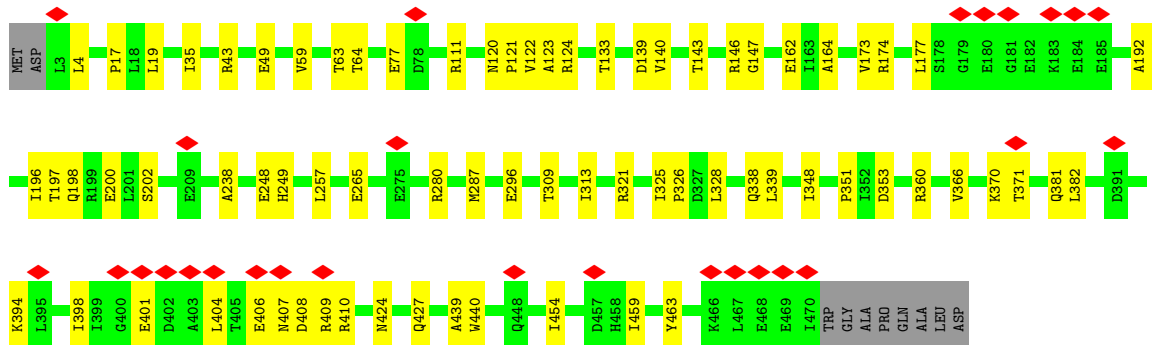 MET ASP L3 L4 P17 L18 L19 I35 R43 E49 V59 T63 T64 E77 D78 R111 N120 P121 V122 A123 R124 T133 D139 V140 T143 R146 G147 E162 I163 A164 V173 R174 L177 S178 G179 E180 G181 E182 K183 E184 E185 A192
I196 T197 Q198 R199 E200 L201 S202 E209 A238 E248 H249 L257 E265 E275 R280 M287 E296 T309 I313 R321 I325 P326 D327 L328 Q338 L339 I348 P351 I352 D353 R360 V366 K370 T371 Q381 L382 D391
K394 L395 I398 I399 G400 E401 D402 A403 L404 T405 E406 N407 D408 R409 R410 N424 Q427 A439 W440 Q448 I454 D457 H458 I459 Y463 K466 L467 E468 E469 I470 TRP GLY ALA PRO GLN ALA LEU ASP